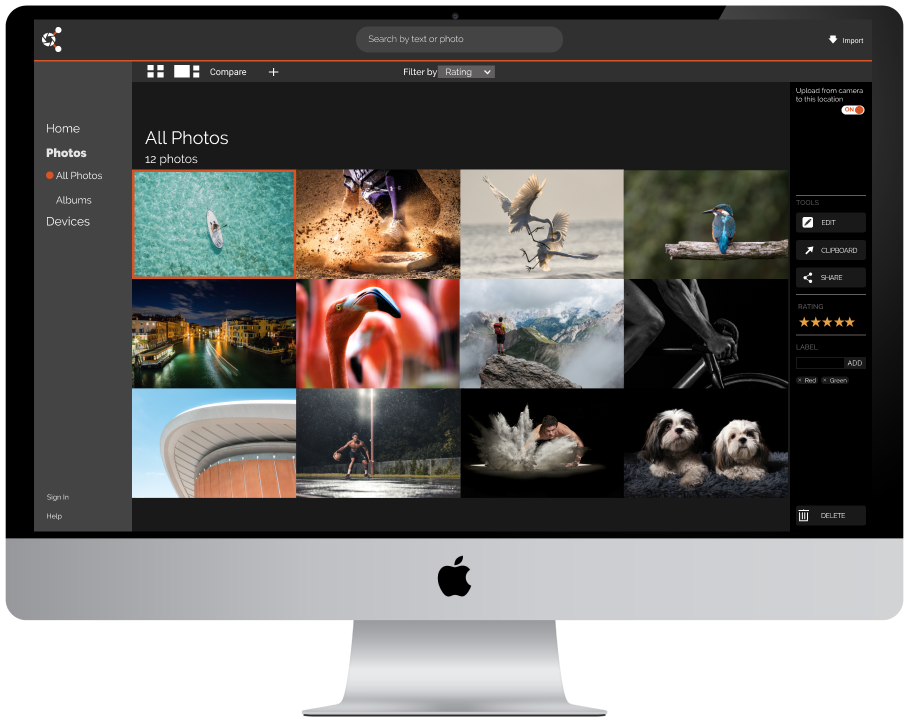 Search by text or photo
Import
Compare
Filter by Rating
Upload from camera
to this location
ON
Home
Photos
All Photos
Albums
Devices
Sign In
Help
All Photos
12 photos
TOOLS
EDIT
CLIPBOARD
SHARE
RATING
LABEL
ADD
× Red × Green
DELETE